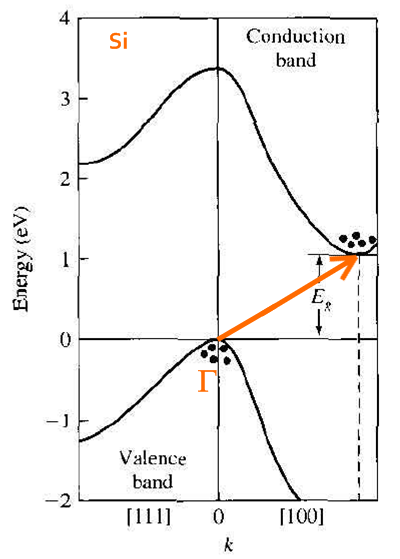 Si
Conduction
band
4
3
2
1
0
−1
−2
Energy (eV)
E_g
Γ
Valence
band
[111]
0
[100]
k